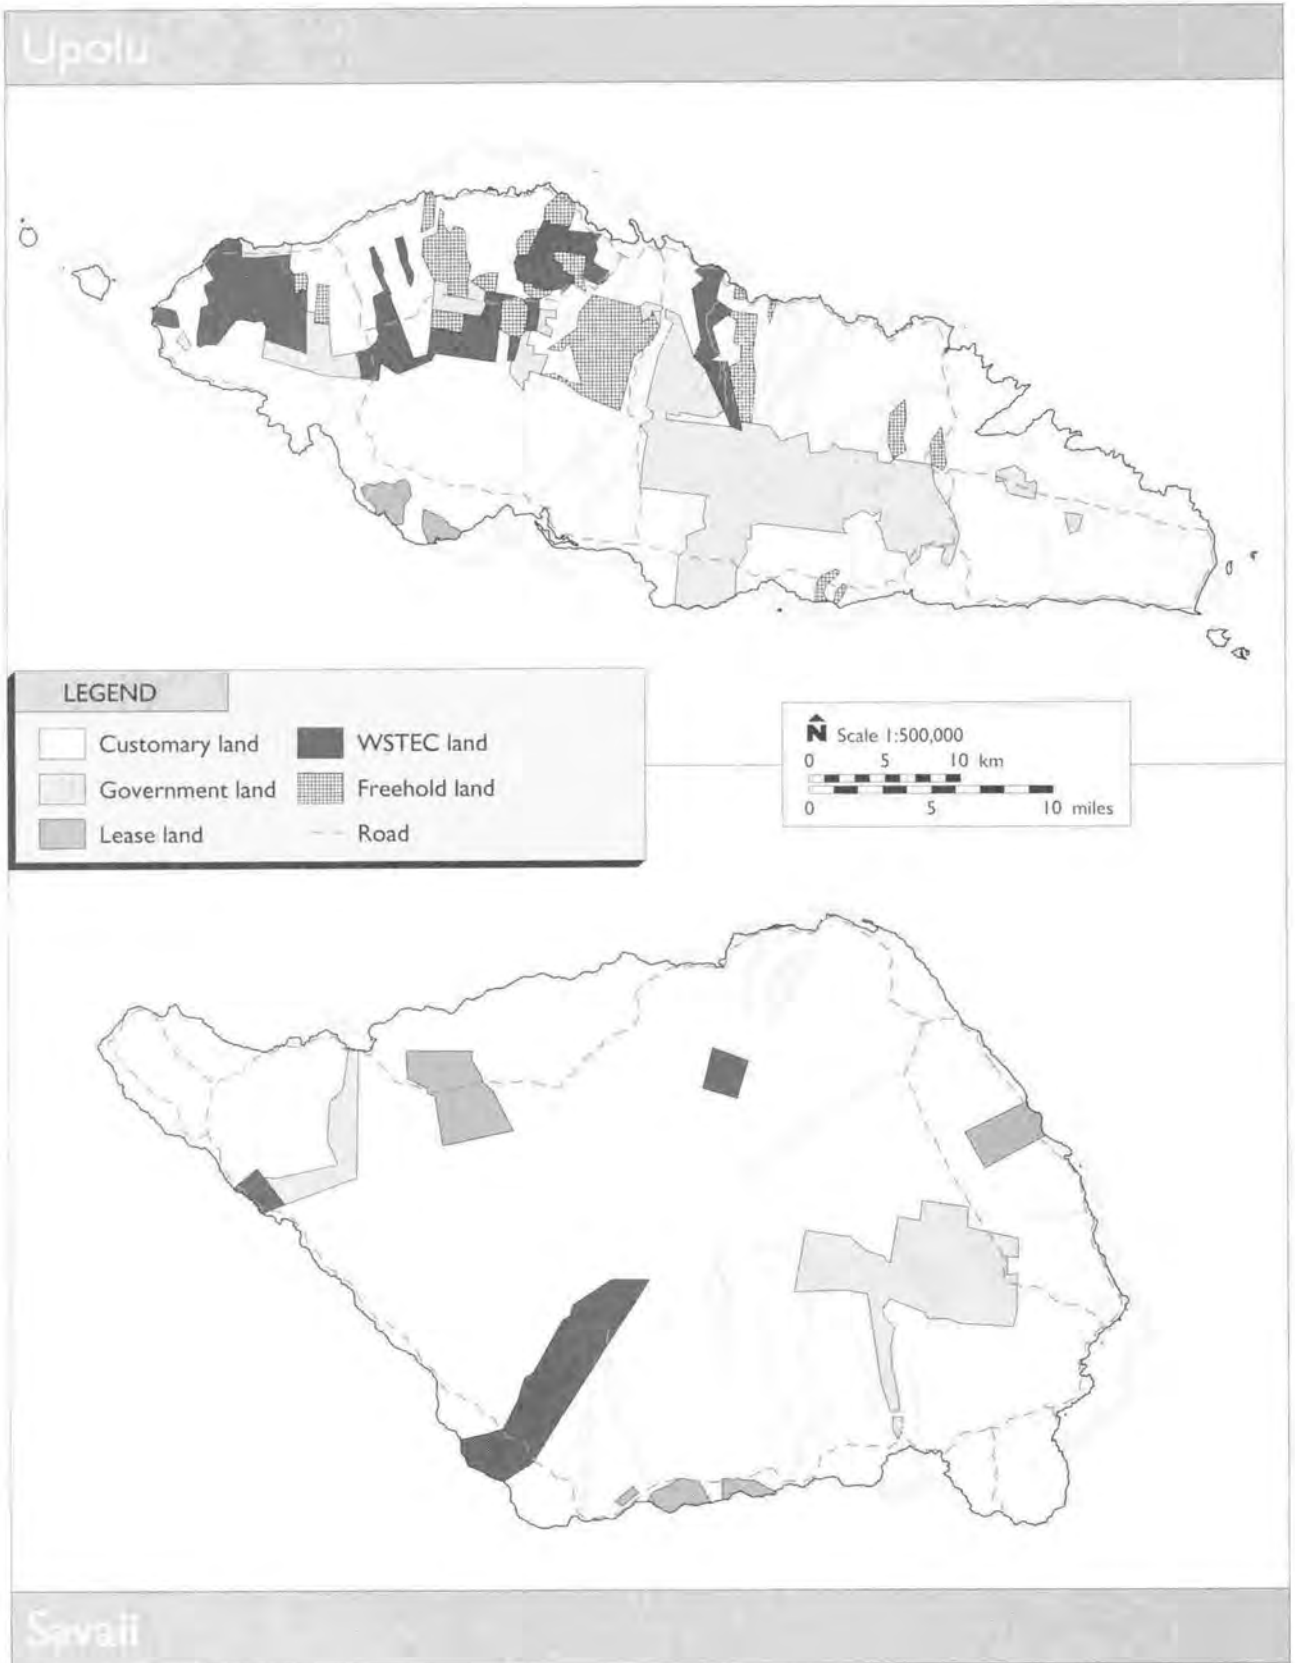 Upolu
LEGEND
Customary land
WSTEC land
Government land
Freehold land
Lease land
Road
N Scale 1:500,000
0 5 10 km
0 5 10 miles
Savaii